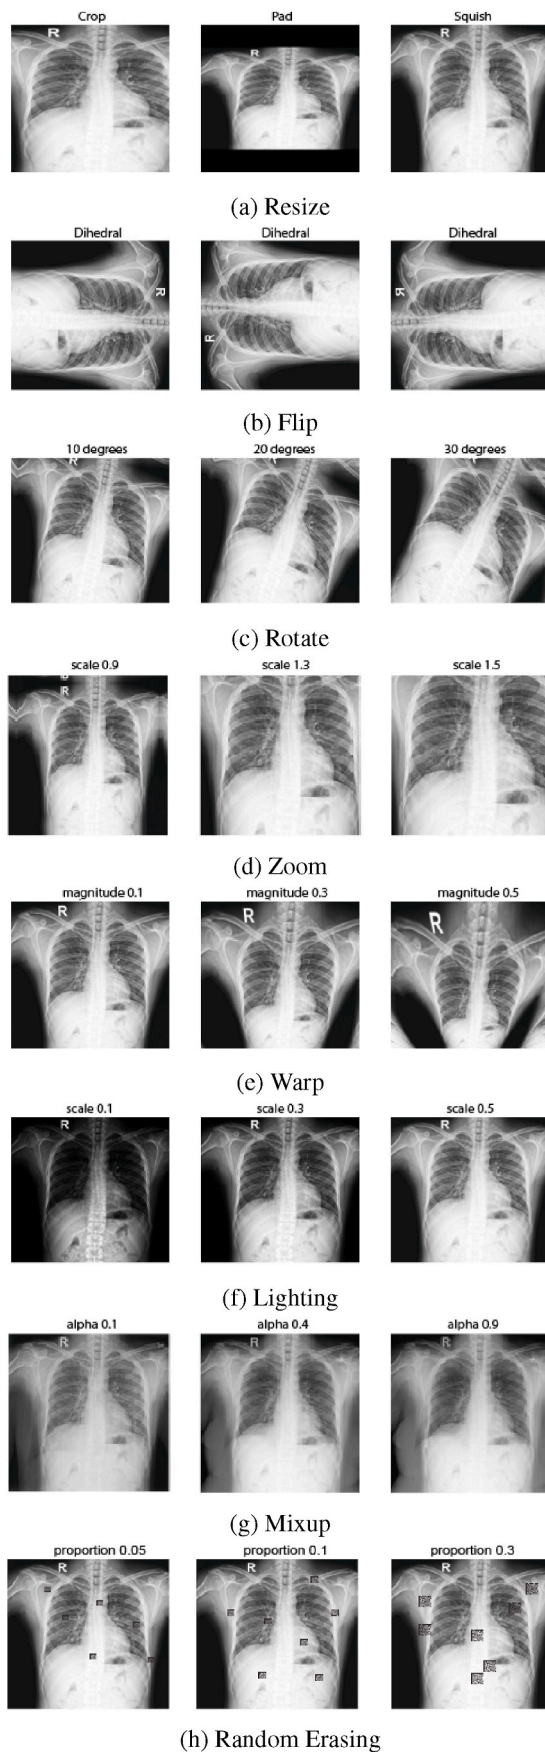 Crop Pad Squish
R R R
(a) Resize
Dihedral Dihedral Dihedral
R R R
(b) Flip
10 degrees 20 degrees 30 degrees
R
(c) Rotate
scale 0.9 scale 1.3 scale 1.5
R
(d) Zoom
magnitude 0.1 magnitude 0.3 magnitude 0.5
R R R
(e) Warp
scale 0.1 scale 0.3 scale 0.5
R R R
(f) Lighting
alpha 0.1 alpha 0.4 alpha 0.9
R R R
(g) Mixup
proportion 0.05 proportion 0.1 proportion 0.3
R R R
(h) Random Erasing